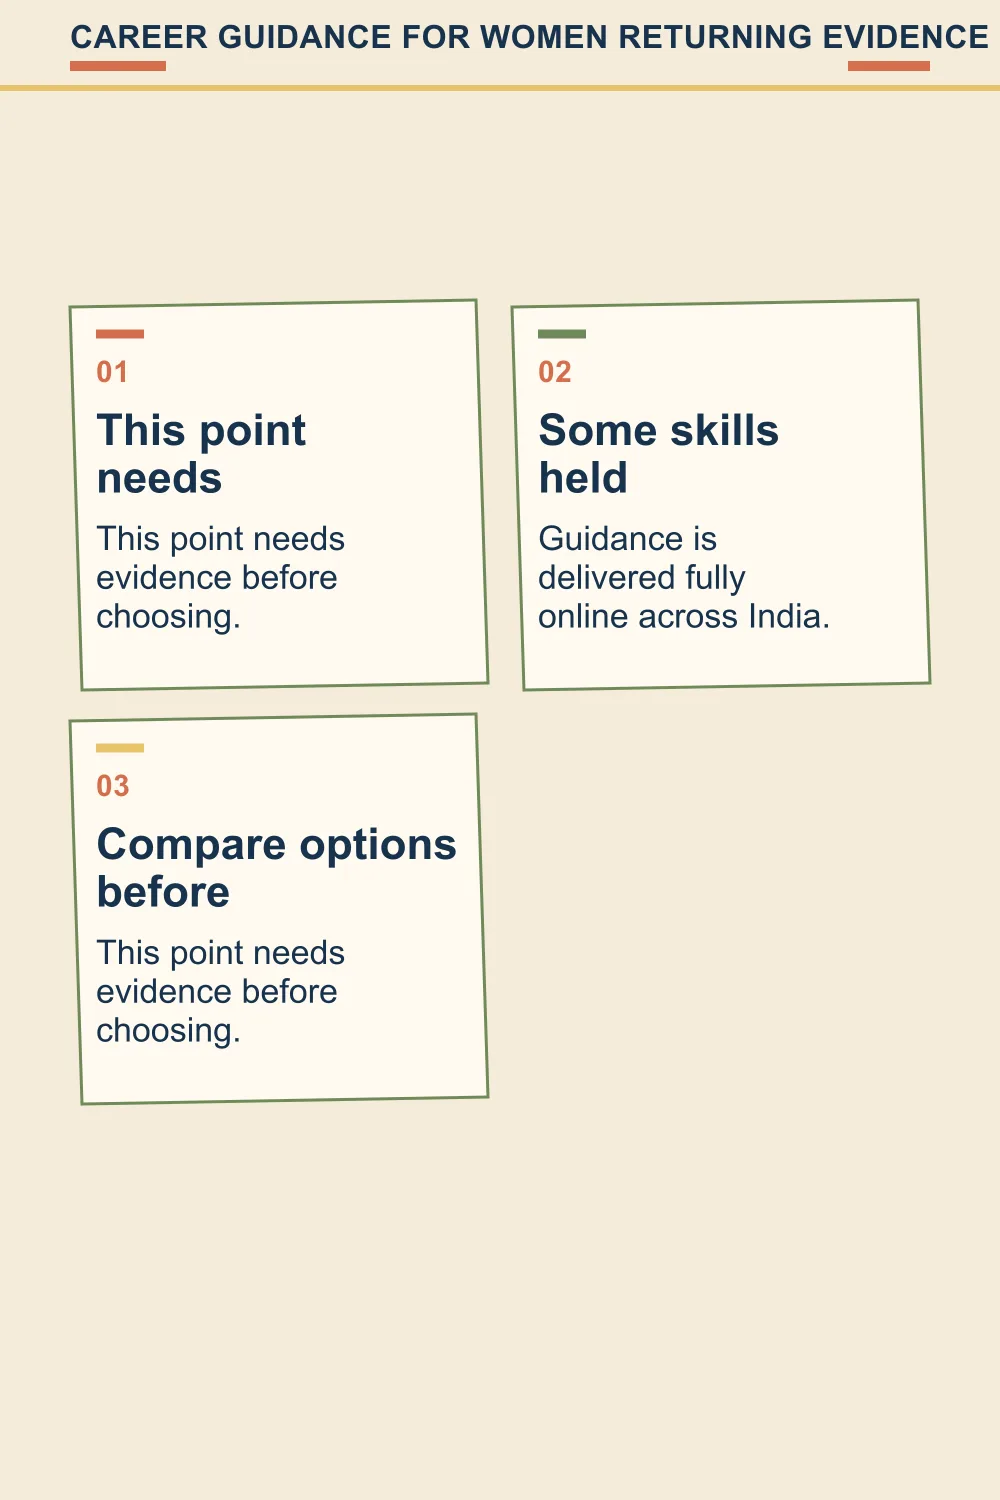 CAREER GUIDANCE FOR WOMEN RETURNING EVIDENCE
01
This point
needs
This point needs
evidence before
choosing.
02
Some skills
held
Guidance is
delivered fully
online across India.
03
Compare options
before
This point needs
evidence before
choosing.